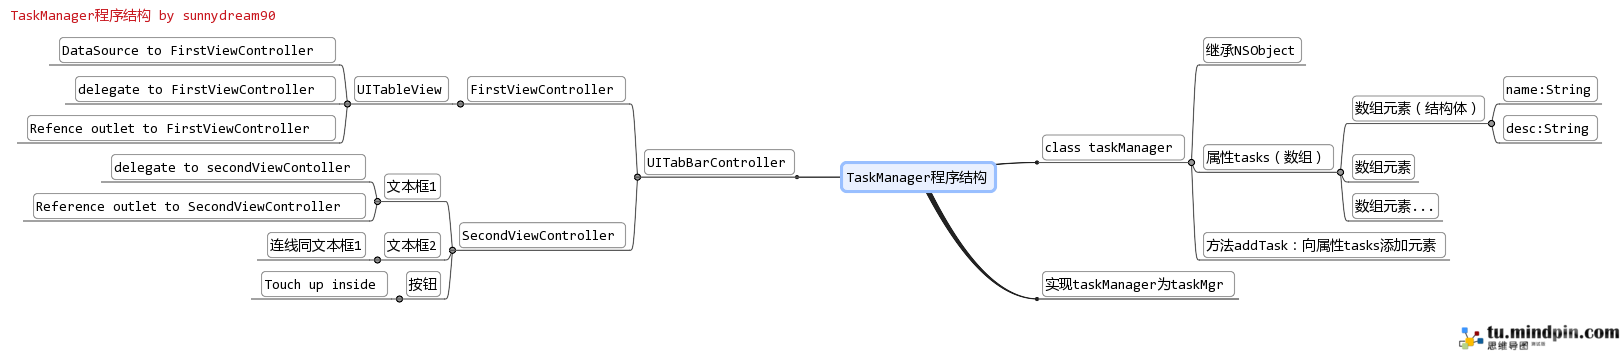 TaskManager程序结构 by sunnydream90
DataSource to FirstViewController
delegate to FirstViewController
Refence outlet to FirstViewController
UITableView
FirstViewController
delegate to secondViewContoller
Reference outlet to SecondViewController
文本框1
连线同文本框1
文本框2
Touch up inside
按钮
SecondViewController
UITabBarController
TaskManager程序结构
class taskManager
继承NSObject
属性tasks（数组）
数组元素（结构体）
name:String
desc:String
数组元素
数组元素...
方法addTask：向属性tasks添加元素
实现taskManager为taskMgr
tu.mindpin.com
思维导图